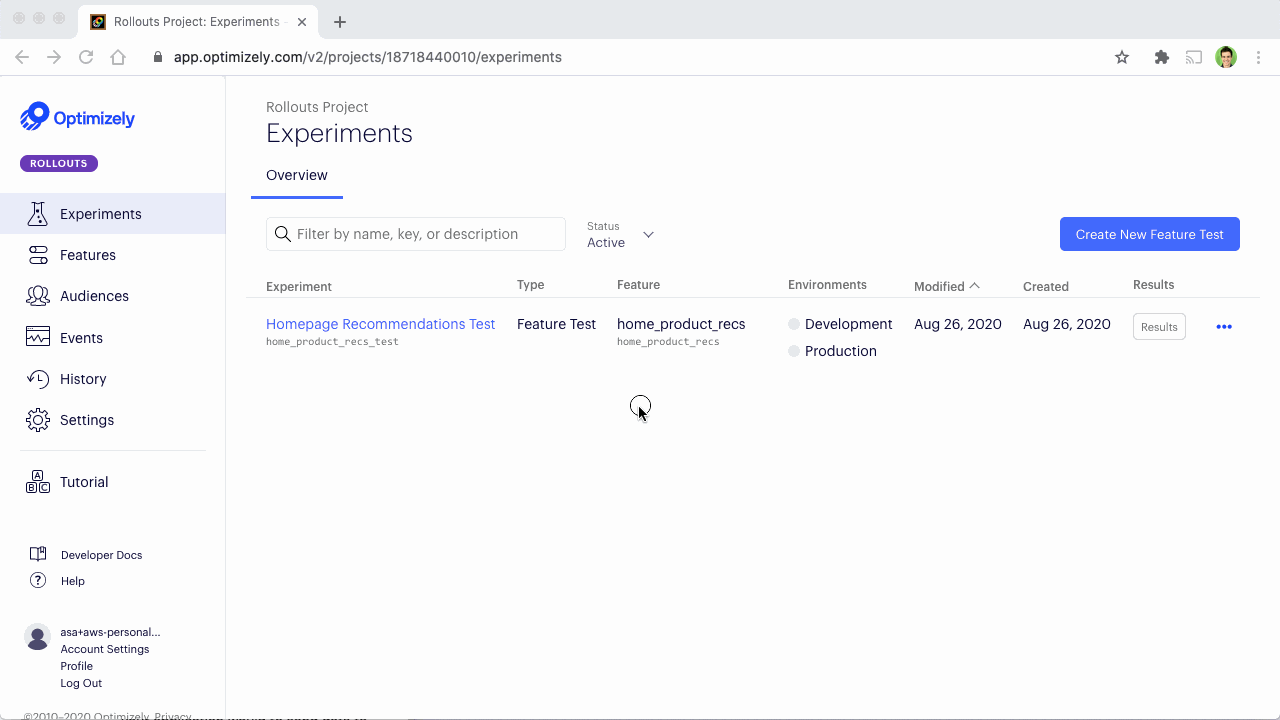 Rollouts Project: Experiments -
app.optimizely.com/v2/projects/18718440010/experiments
Optimizely
ROLLOUTS
Experiments
Features
Audiences
Events
History
Settings
A
B C
Tutorial
Developer Docs
? Help
asa+aws-personal...
Account Settings
Profile
Log Out
©2010–2020 Optimizely. Privacy
Rollouts Project
Experiments
Overview
Filter by name, key, or description
Status
Active
Create New Feature Test
Experiment Type Feature Environments Modified Created Results
Homepage Recommendations Test Feature Test home_product_recs Development Aug 26, 2020 Aug 26, 2020 Results
home_product_recs_test home_product_recs
Production